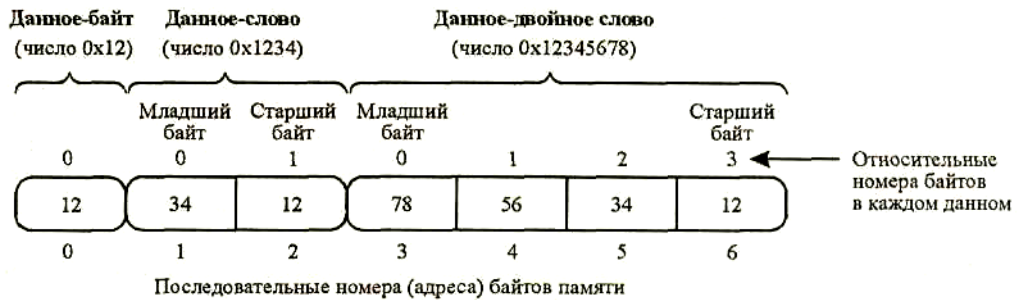 Данное-байт Данное-слово Данное-двойное слово
(число 0x12) (число 0x1234) (число 0x12345678)
Младший Старший Младший Старший
байт байт байт байт
0 0 1 0 1 2 3 Относительные
номера байтов
12 34 12 78 56 34 12 в каждом данном
0 1 2 3 4 5 6
Последовательные номера (адреса) байтов памяти